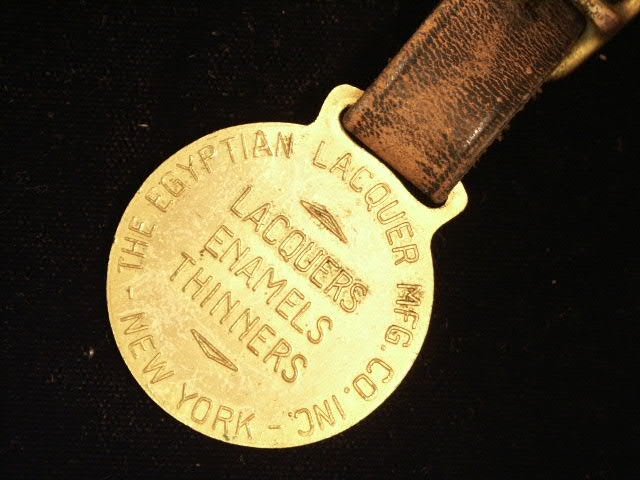 THE EGYPTIAN LACQUER MFG. CO. INC.
- NEW YORK -
LACQUERS
ENAMELS
THINNERS